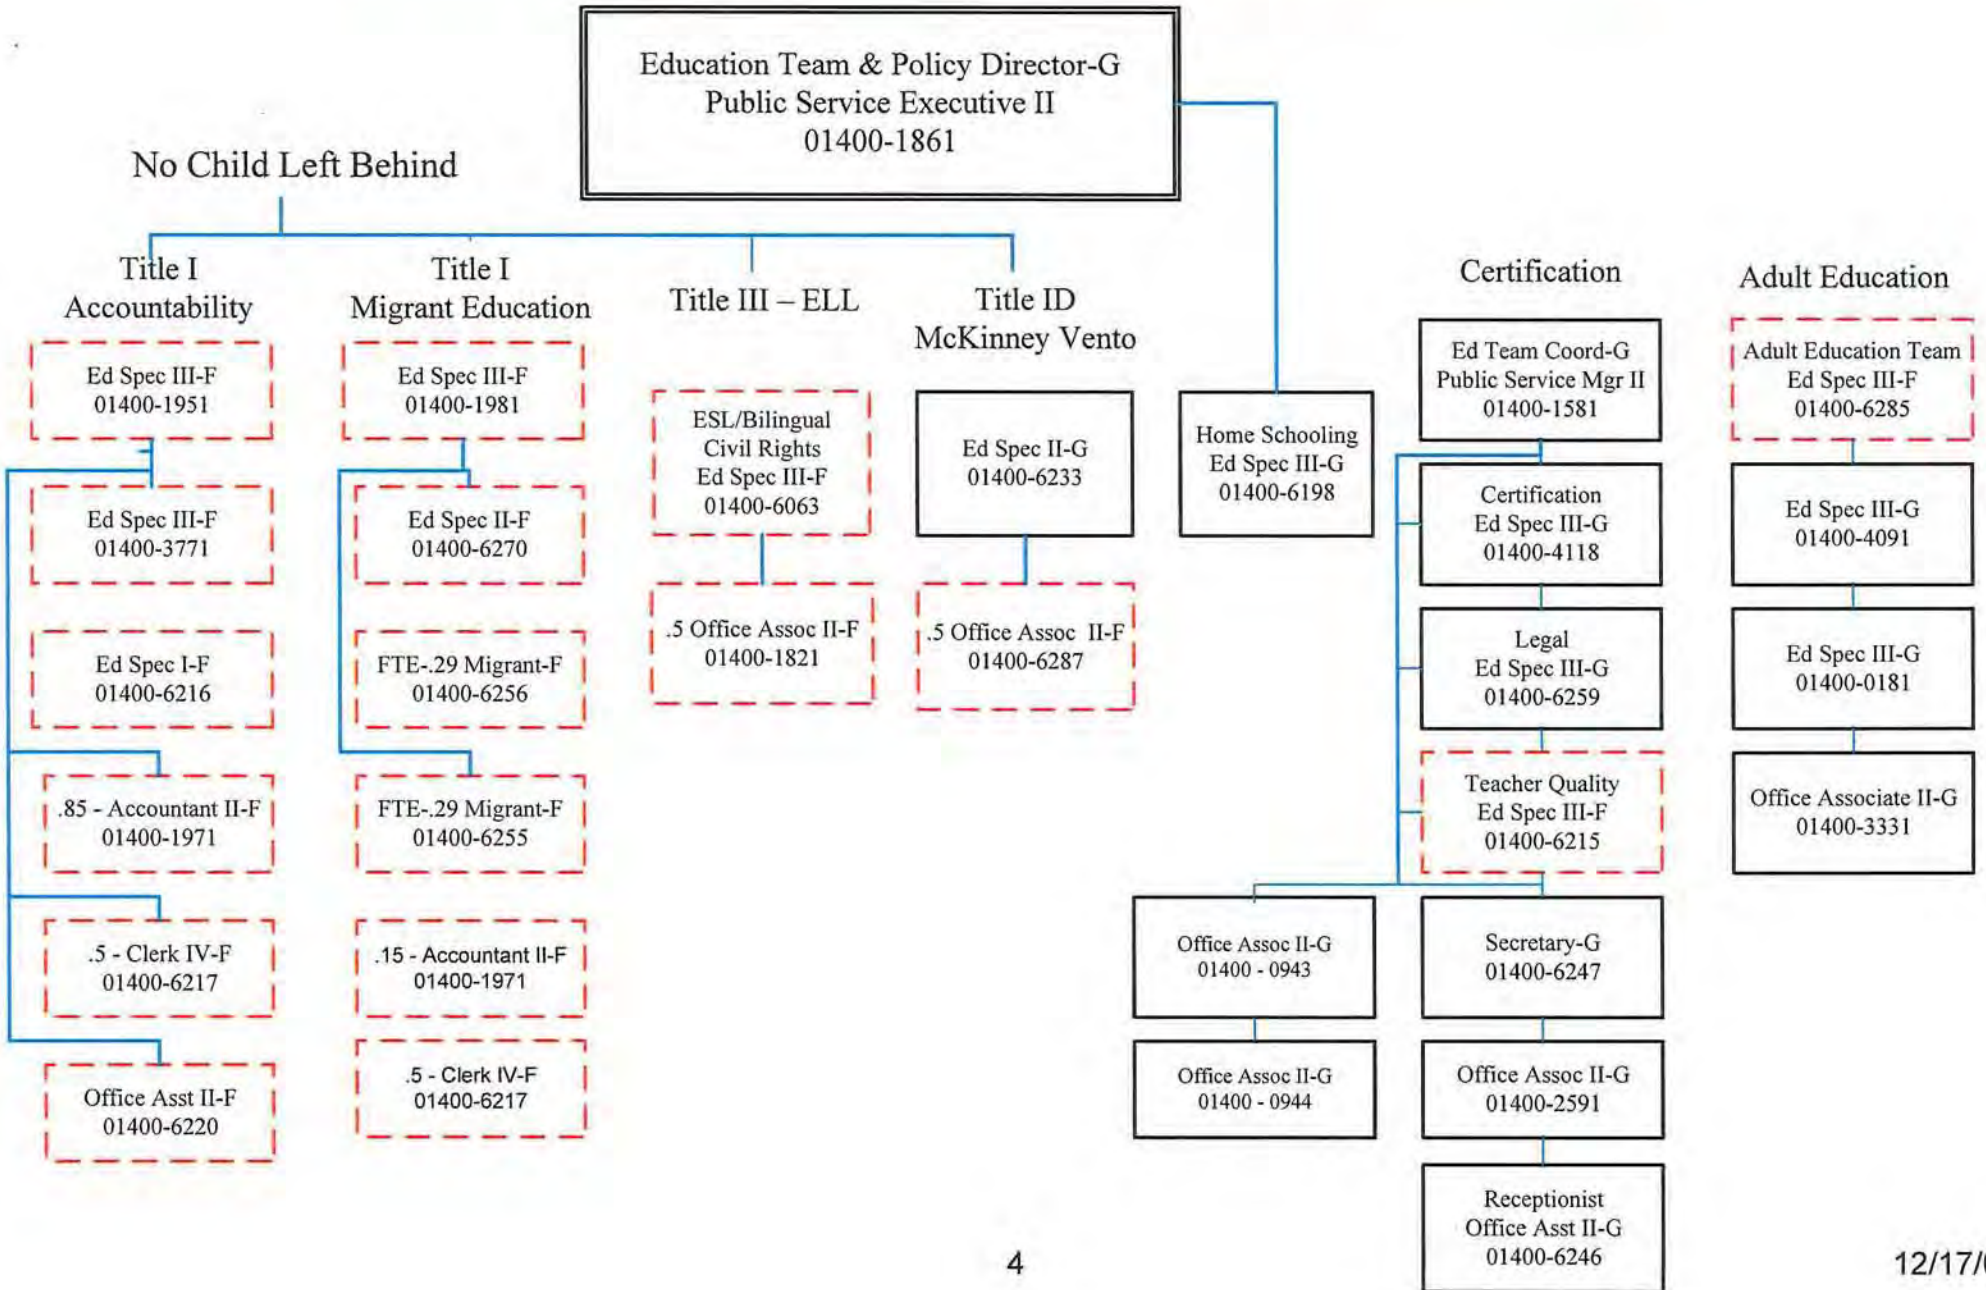 Education Team & Policy Director-G
Public Service Executive II
01400-1861
No Child Left Behind
Title I
Accountability
Ed Spec III-F
01400-1951
Ed Spec III-F
01400-3771
Ed Spec I-F
01400-6216
.85 - Accountant II-F
01400-1971
.5 - Clerk IV-F
01400-6217
Office Asst II-F
01400-6220
Title I
Migrant Education
Ed Spec III-F
01400-1981
Ed Spec II-F
01400-6270
FTE-.29 Migrant-F
01400-6256
FTE-.29 Migrant-F
01400-6255
.15 - Accountant II-F
01400-1971
.5 - Clerk IV-F
01400-6217
Title III – ELL
ESL/Bilingual
Civil Rights
Ed Spec III-F
01400-6063
.5 Office Assoc II-F
01400-1821
Title ID
McKinney Vento
Ed Spec II-G
01400-6233
.5 Office Assoc II-F
01400-6287
Home Schooling
Ed Spec III-G
01400-6198
Certification
Ed Team Coord-G
Public Service Mgr II
01400-1581
Certification
Ed Spec III-G
01400-4118
Legal
Ed Spec III-G
01400-6259
Teacher Quality
Ed Spec III-F
01400-6215
Office Assoc II-G
01400 - 0943
Office Assoc II-G
01400 - 0944
Secretary-G
01400-6247
Office Assoc II-G
01400-2591
Receptionist
Office Asst II-G
01400-6246
Adult Education
Adult Education Team
Ed Spec III-F
01400-6285
Ed Spec III-G
01400-4091
Ed Spec III-G
01400-0181
Office Associate II-G
01400-3331
4
12/17/